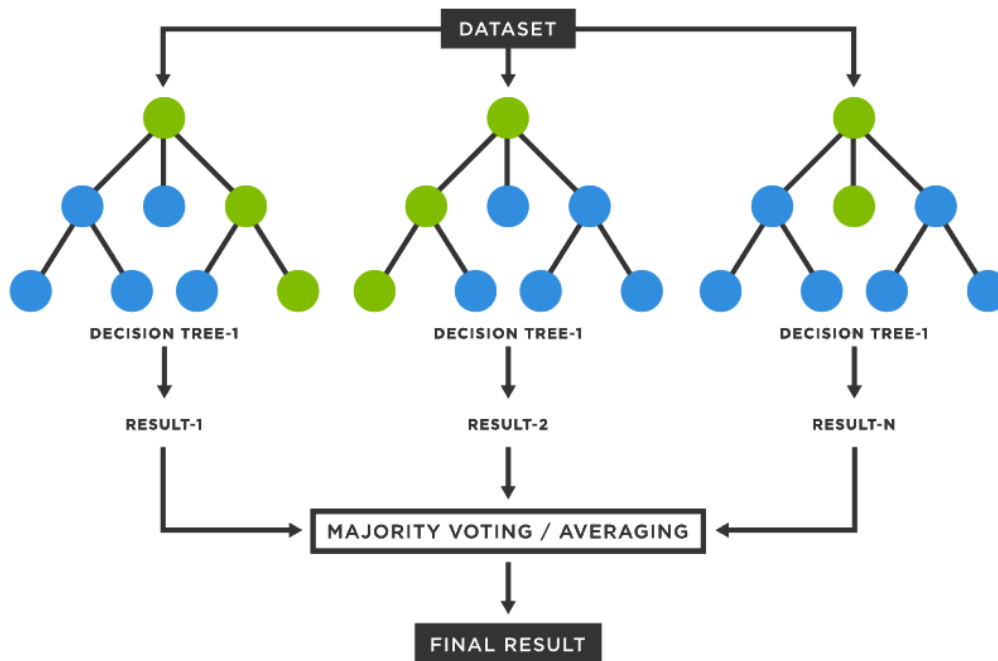 DATASET
DECISION TREE-1
DECISION TREE-1
DECISION TREE-1
RESULT-1
RESULT-2
RESULT-N
MAJORITY VOTING / AVERAGING
FINAL RESULT